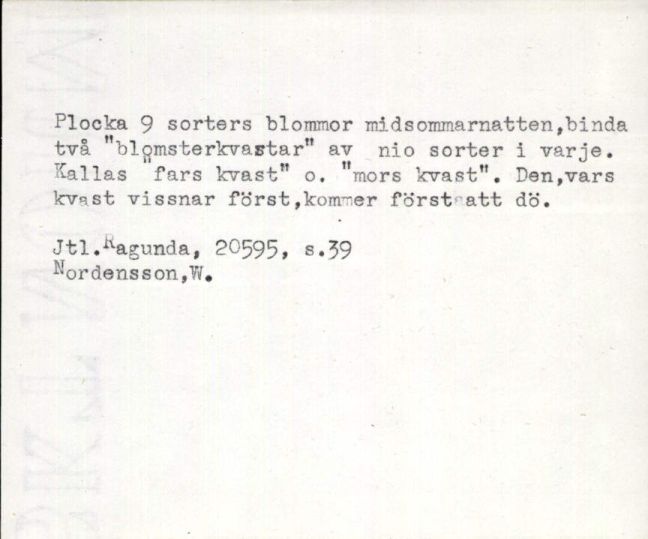 Plocka 9 sorters blommor midsommarnatten,binda
två "blomsterkvastar" av nio sorter i varje.
Kallas "fars kvast" o. "mors kvast". Den,vars
kvast vissnar först,kommer först att dö.
Jtl.Ragunda, 20595, s.39
Nordensson,W.